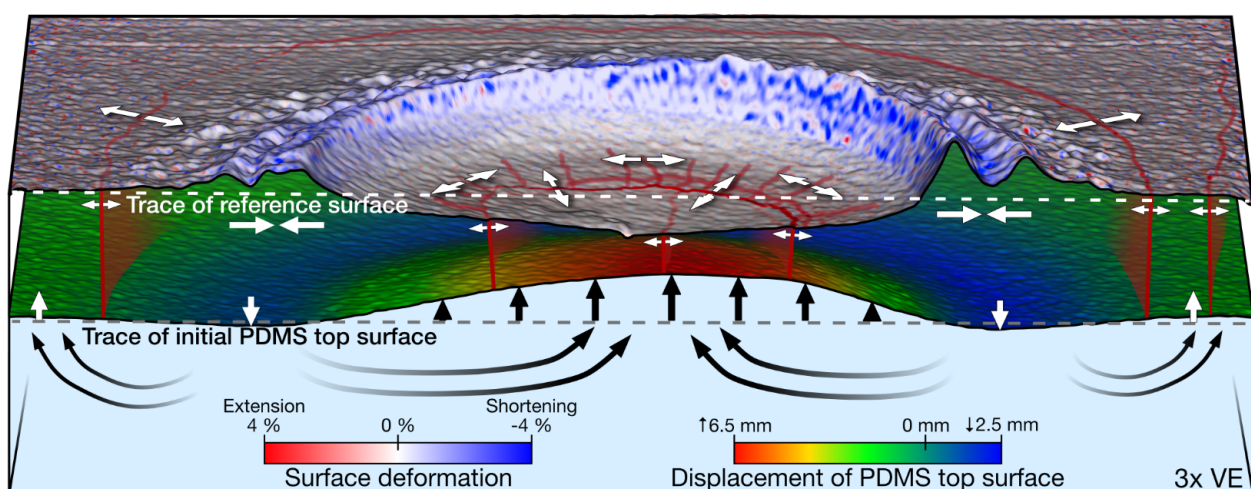 Trace of reference surface
Trace of initial PDMS top surface
Extension
4 %
0 %
Shortening
-4 %
Surface deformation
↑6.5 mm
0 mm
↓2.5 mm
Displacement of PDMS top surface
3x VE